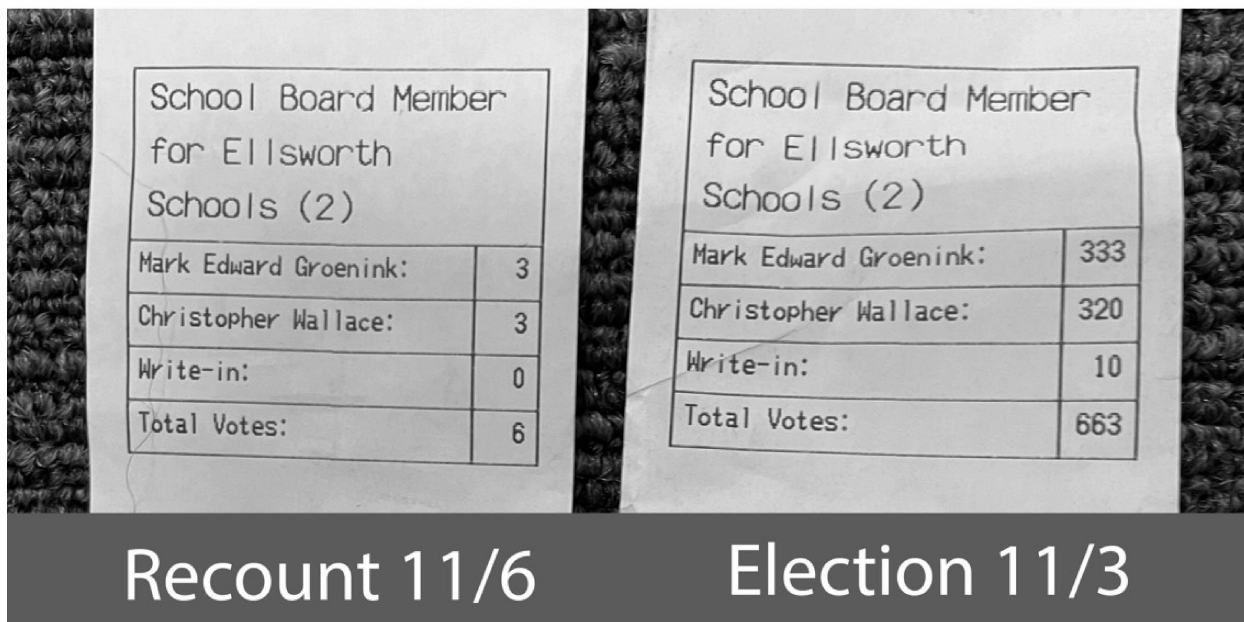 School Board Member
for Ellsworth
Schools (2)
Mark Edward Groenink: 3
Christopher Wallace: 3
Write-in: 0
Total Votes: 6
Recount 11/6
School Board Member
for Ellsworth
Schools (2)
Mark Edward Groenink: 333
Christopher Wallace: 320
Write-in: 10
Total Votes: 663
Election 11/3